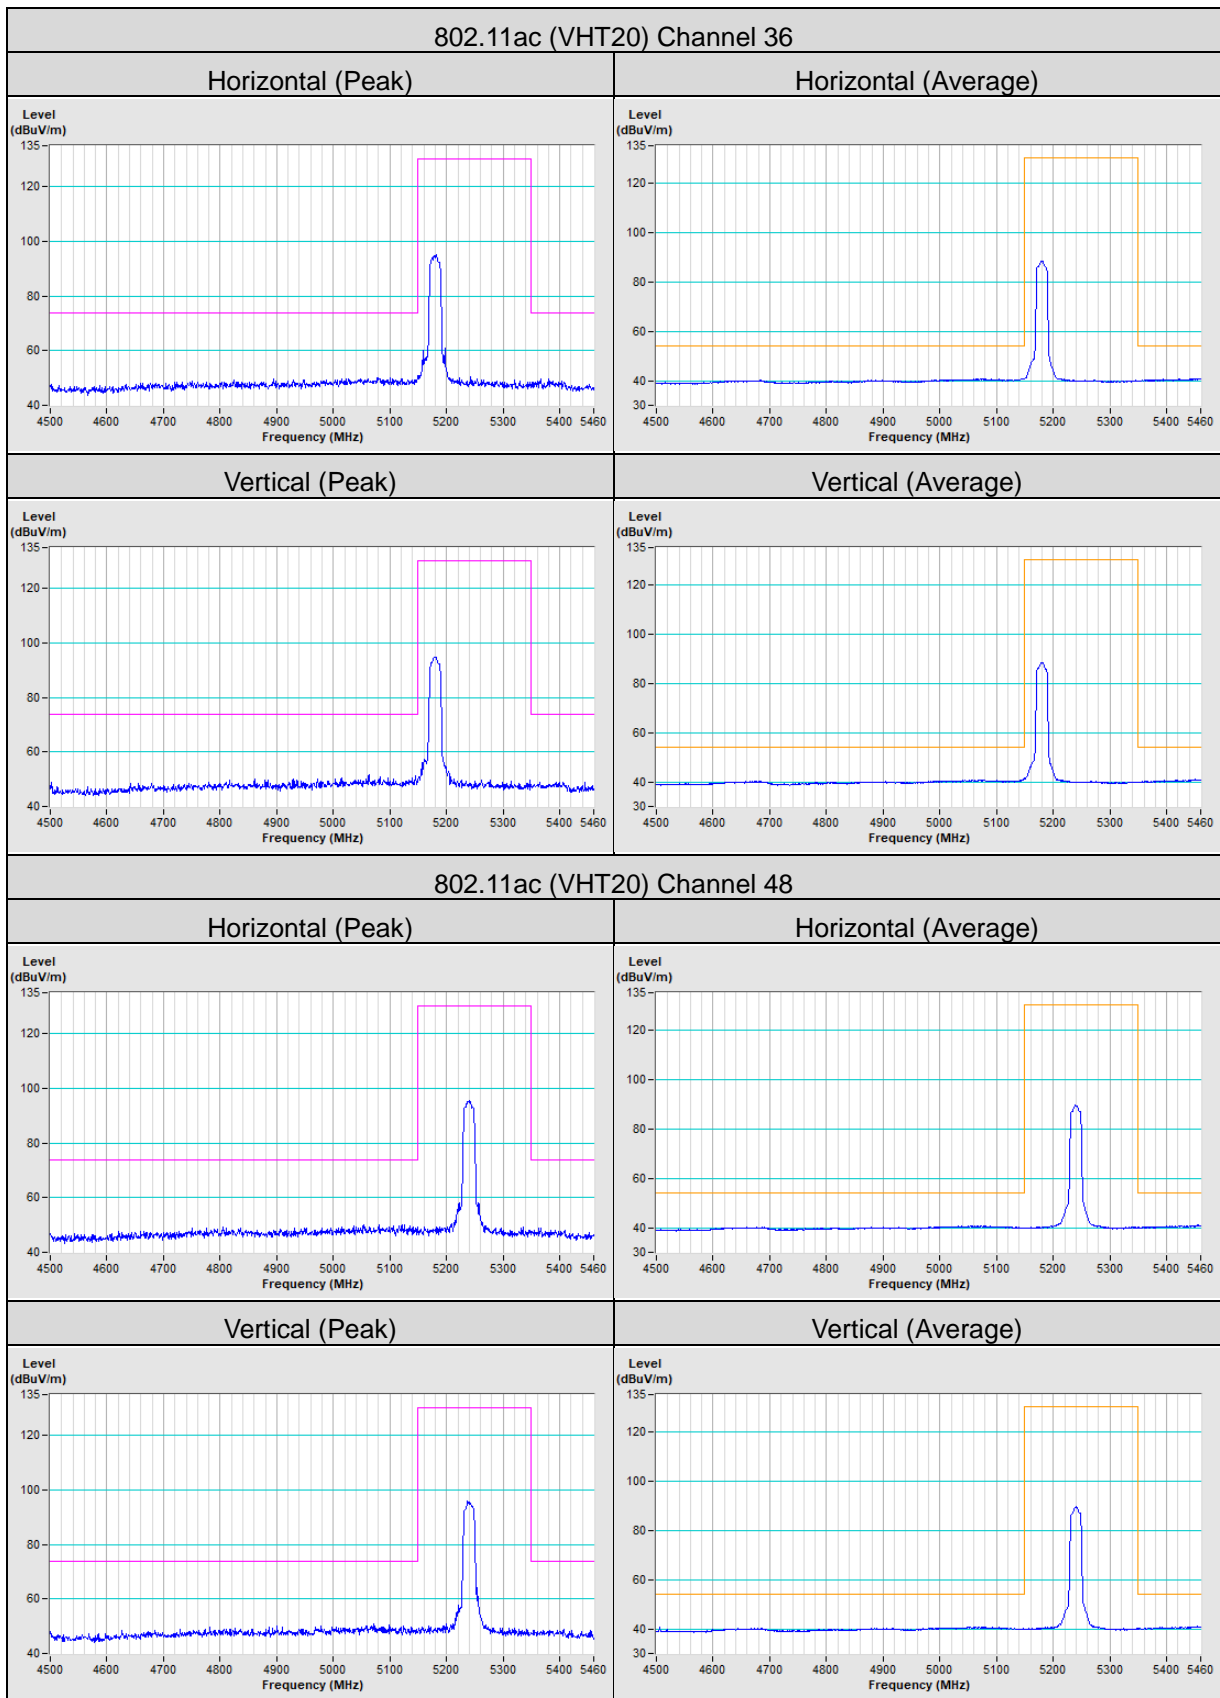 802.11ac (VHT20) Channel 36
Horizontal (Peak)
Horizontal (Average)
Level
(dBuV/m)
135
120
100
80
60
40
4500 4600 4700 4800 4900 5000 5100 5200 5300 5400 5460
Frequency (MHz)
Level
(dBuV/m)
135
120
100
80
60
40
30
4500 4600 4700 4800 4900 5000 5100 5200 5300 5400 5460
Frequency (MHz)
Vertical (Peak)
Vertical (Average)
Level
(dBuV/m)
135
120
100
80
60
40
4500 4600 4700 4800 4900 5000 5100 5200 5300 5400 5460
Frequency (MHz)
Level
(dBuV/m)
135
120
100
80
60
40
30
4500 4600 4700 4800 4900 5000 5100 5200 5300 5400 5460
Frequency (MHz)
802.11ac (VHT20) Channel 48
Horizontal (Peak)
Horizontal (Average)
Level
(dBuV/m)
135
120
100
80
60
40
4500 4600 4700 4800 4900 5000 5100 5200 5300 5400 5460
Frequency (MHz)
Level
(dBuV/m)
135
120
100
80
60
40
30
4500 4600 4700 4800 4900 5000 5100 5200 5300 5400 5460
Frequency (MHz)
Vertical (Peak)
Vertical (Average)
Level
(dBuV/m)
135
120
100
80
60
40
4500 4600 4700 4800 4900 5000 5100 5200 5300 5400 5460
Frequency (MHz)
Level
(dBuV/m)
135
120
100
80
60
40
30
4500 4600 4700 4800 4900 5000 5100 5200 5300 5400 5460
Frequency (MHz)